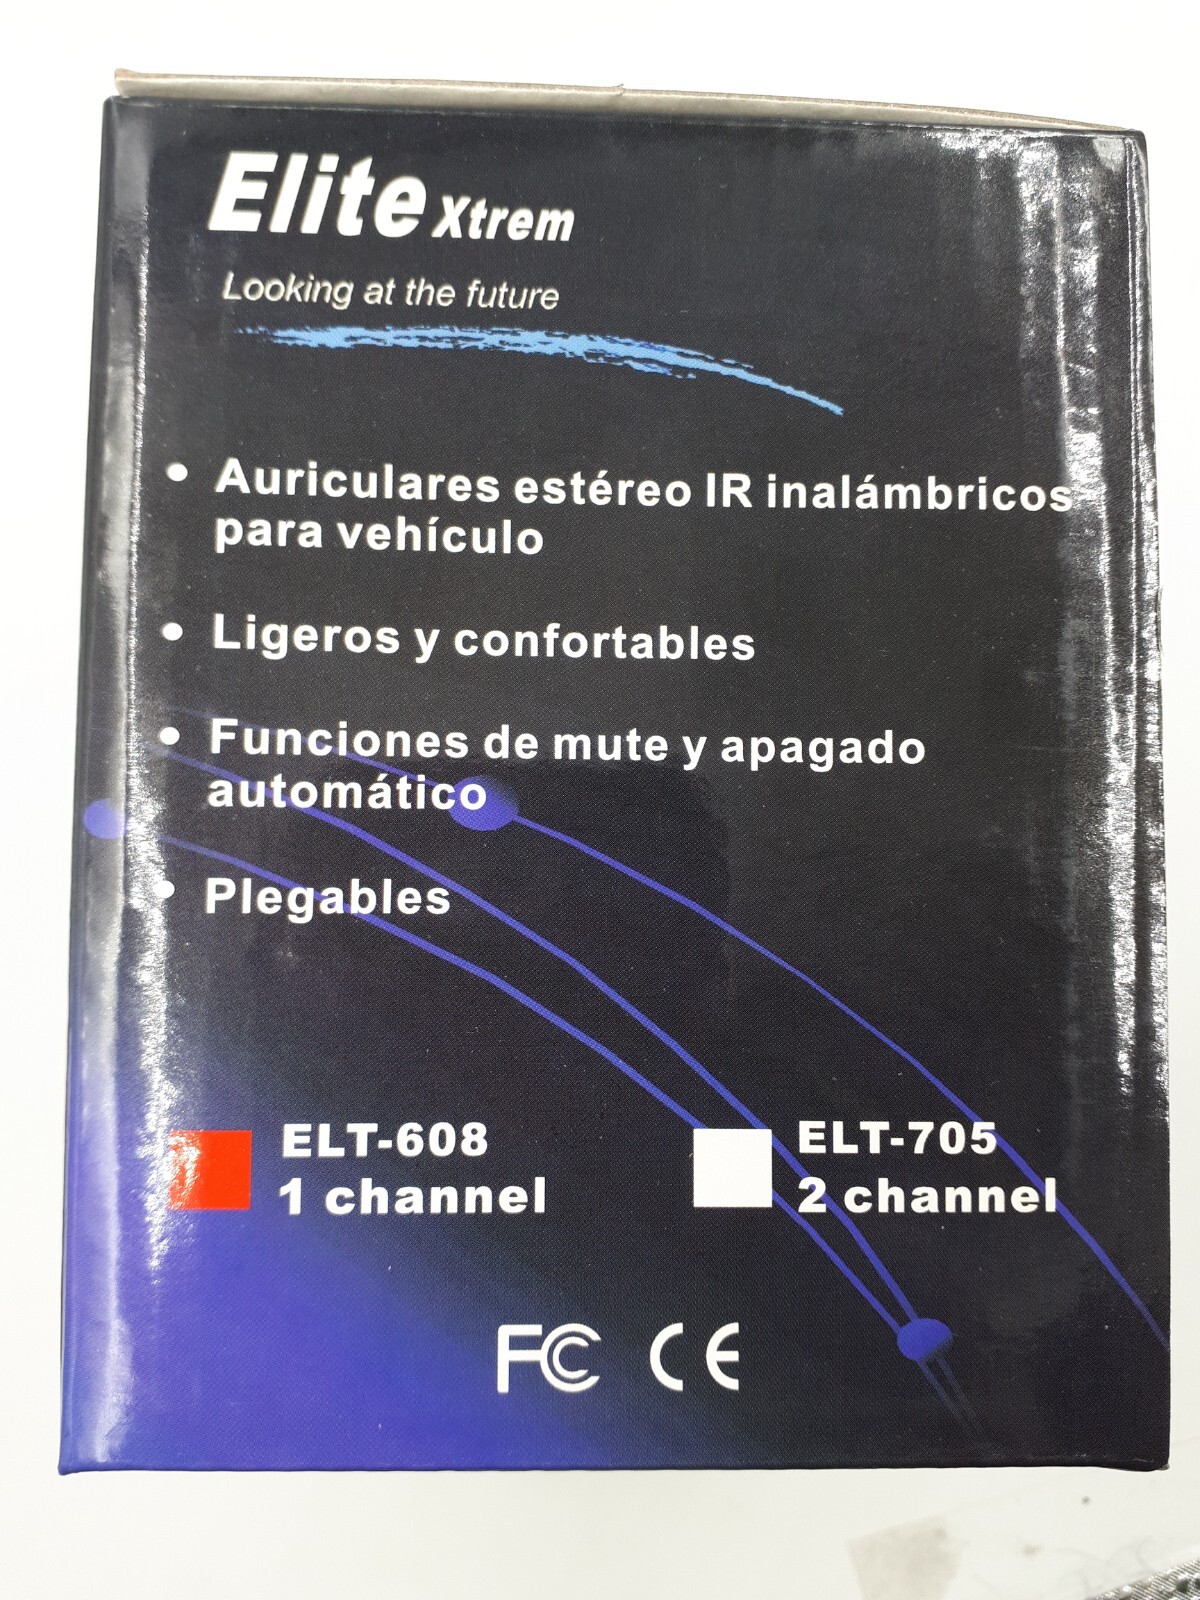 Elite Xtrem
Looking at the future
• Auriculares estéreo IR inalámbricos
para vehículo
• Ligeros y confortables
• Funciones de mute y apagado
automático
• Plegables
ELT-608
1 channel
ELT-705
2 channel
FC CE